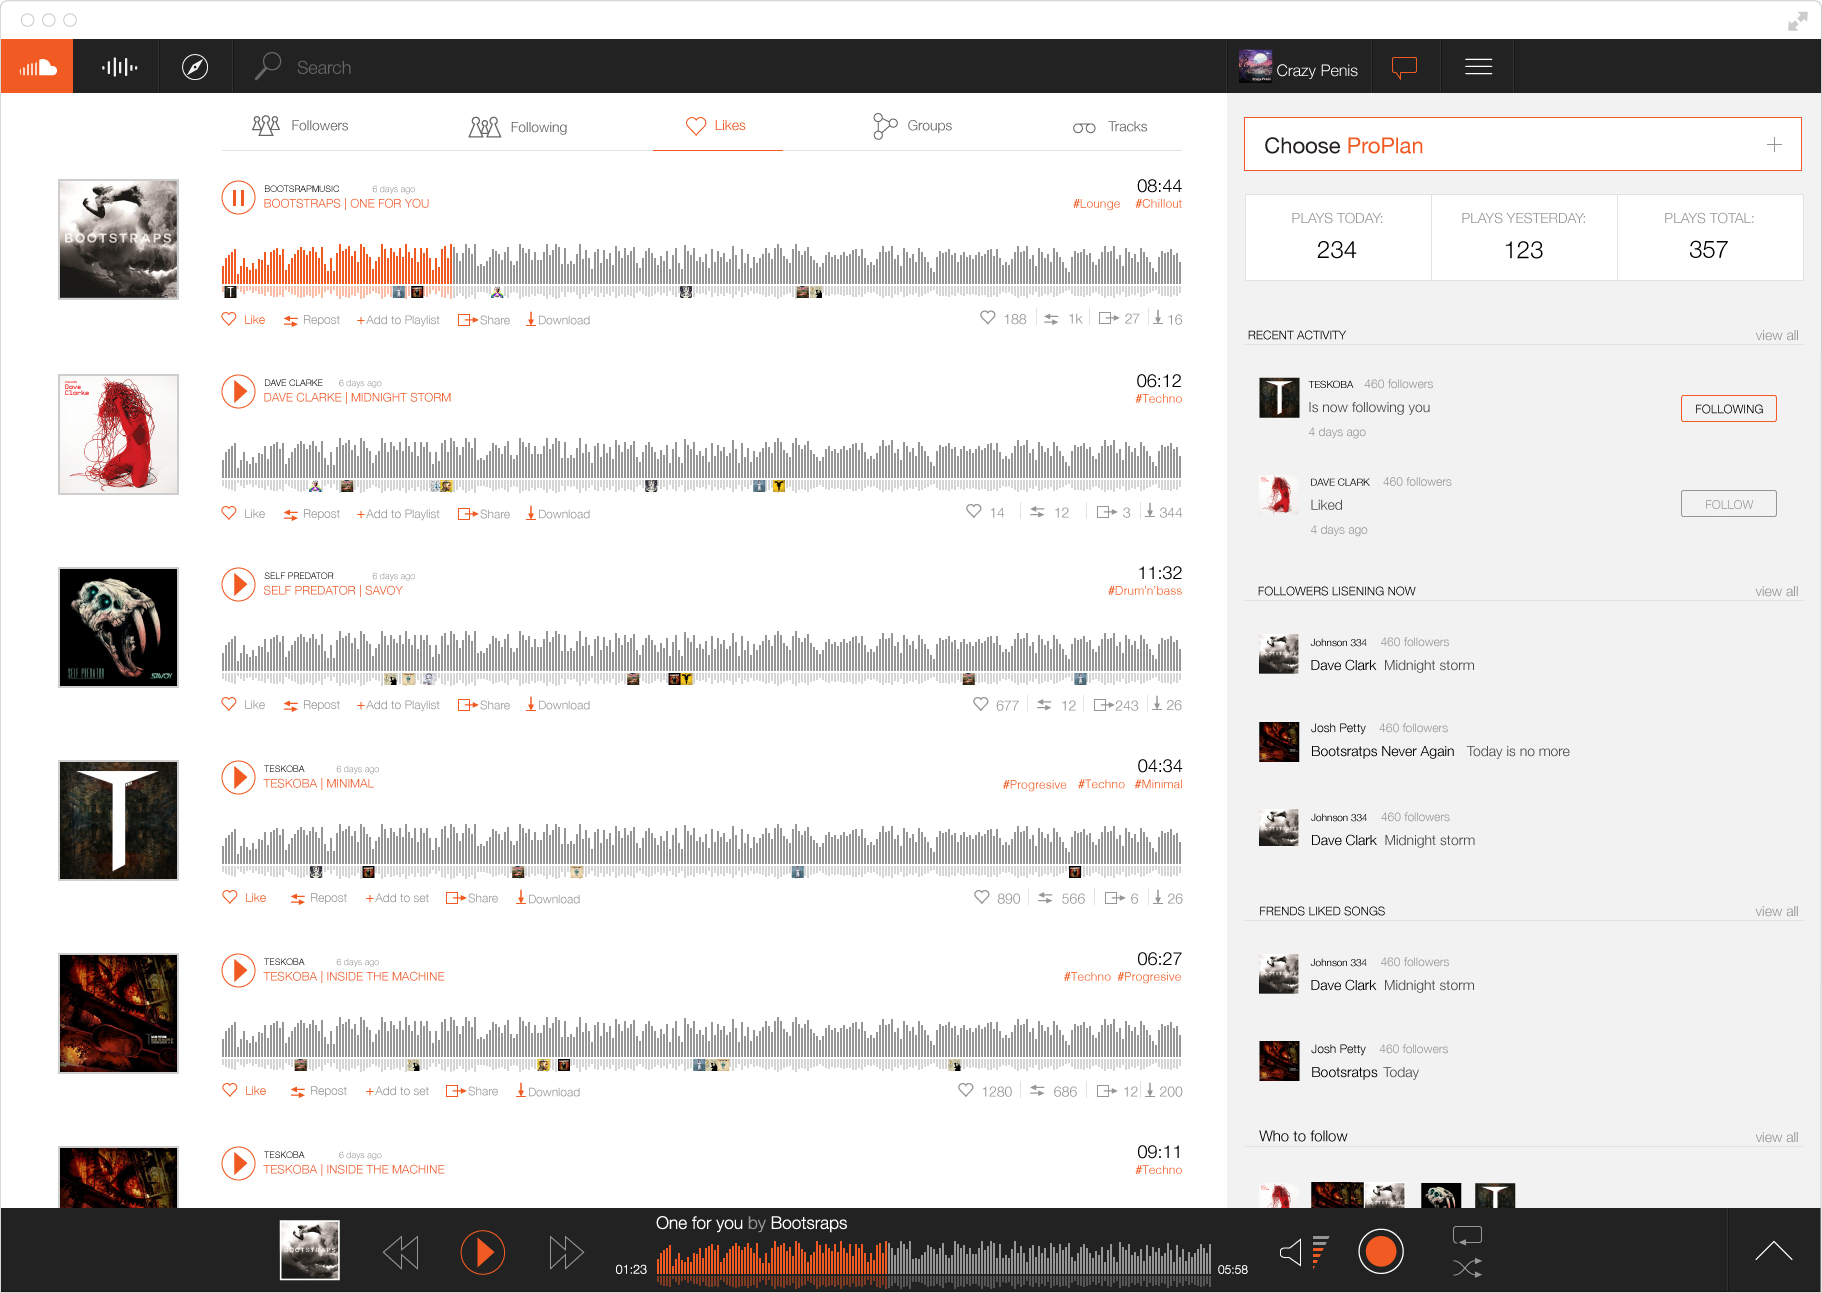 Search
Crazy Penis
Followers
Following
Likes
Groups
Tracks
BOOTSTRAPS
BOOTSRAPMUSIC 6 days ago
BOOTSTRAPS | ONE FOR YOU
08:44
#Lounge #Chillout
Like Repost +Add to Playlist Share Download
188 1k 27 16
Dave
Clarke
DAVE CLARKE 6 days ago
DAVE CLARKE | MIDNIGHT STORM
06:12
#Techno
Like Repost +Add to Playlist Share Download
14 12 3 344
SELF PREDATOR SAVOY
SELF PREDATOR 6 days ago
SELF PREDATOR | SAVOY
11:32
#Drum'n'bass
Like Repost +Add to Playlist Share Download
677 12 243 26
TESKOBA 6 days ago
TESKOBA | MINIMAL
04:34
#Progresive #Techno #Minimal
Like Repost +Add to set Share Download
890 566 6 26
TESKOBA 6 days ago
TESKOBA | INSIDE THE MACHINE
06:27
#Techno #Progresive
Like Repost +Add to set Share Download
1280 686 12 200
TESKOBA 6 days ago
TESKOBA | INSIDE THE MACHINE
09:11
#Techno
Choose ProPlan +
PLAYS TODAY:
234
PLAYS YESTERDAY:
123
PLAYS TOTAL:
357
RECENT ACTIVITY view all
TESKOBA 460 followers
Is now following you
4 days ago
FOLLOWING
DAVE CLARK 460 followers
Liked
4 days ago
FOLLOW
FOLLOWERS LISENING NOW view all
Johnson 334 460 followers
Dave Clark Midnight storm
Josh Petty 460 followers
Bootsratps Never Again Today is no more
Johnson 334 460 followers
Dave Clark Midnight storm
FRENDS LIKED SONGS view all
Johnson 334 460 followers
Dave Clark Midnight storm
Josh Petty 460 followers
Bootsratps Today
Who to follow view all
BOOTSTRAPS
One for you by Bootsraps
01:23
05:58